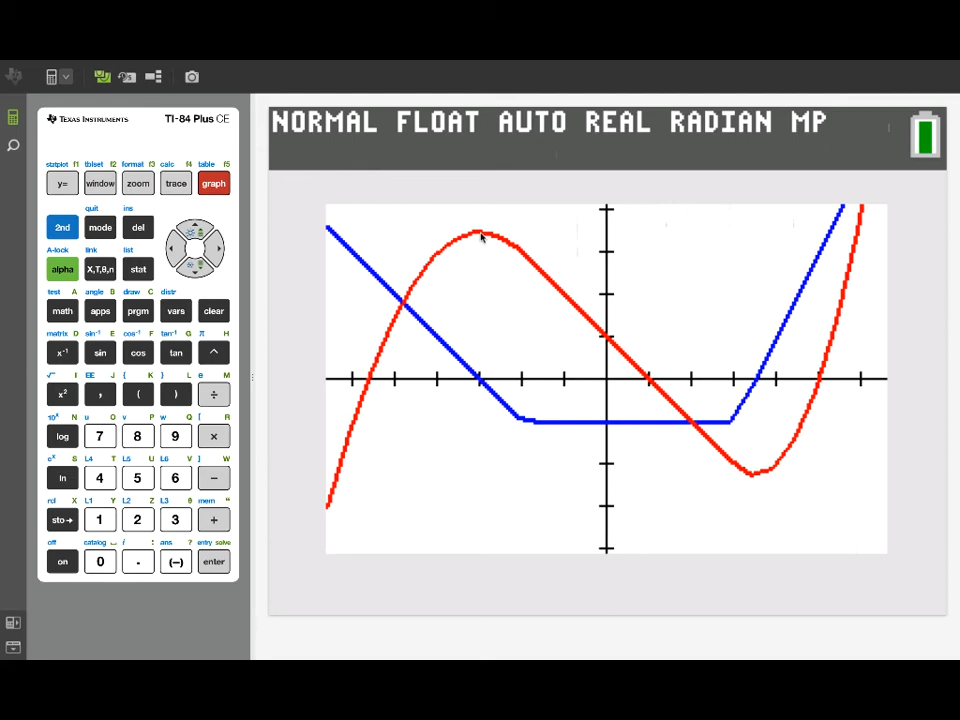 NORMAL FLOAT AUTO REAL RADIAN MP
TEXAS INSTRUMENTS TI-84 Plus CE
statplot f1 tblset f2 format f3 calc f4 table f5
y= window zoom trace graph
quit ins
2nd mode del
A-lock link list
alpha X,T,θ,n stat
test A angle B draw C distr
math apps prgm vars clear
matrix D sin⁻¹ E cos⁻¹ F tan⁻¹ G π H
x⁻¹ sin cos tan ^
√ I EE J { K } L e M
x² , ( ) ÷
10ˣ N u O v P w Q [ R
log 7 8 9 ×
eˣ S L4 T L5 U L6 V ] W
ln 4 5 6 −
rcl X L1 Y L2 Z L3 θ mem "
sto→ 1 2 3 +
off catalog ⎵ i : ans ? entry solve
on 0 . (−) enter